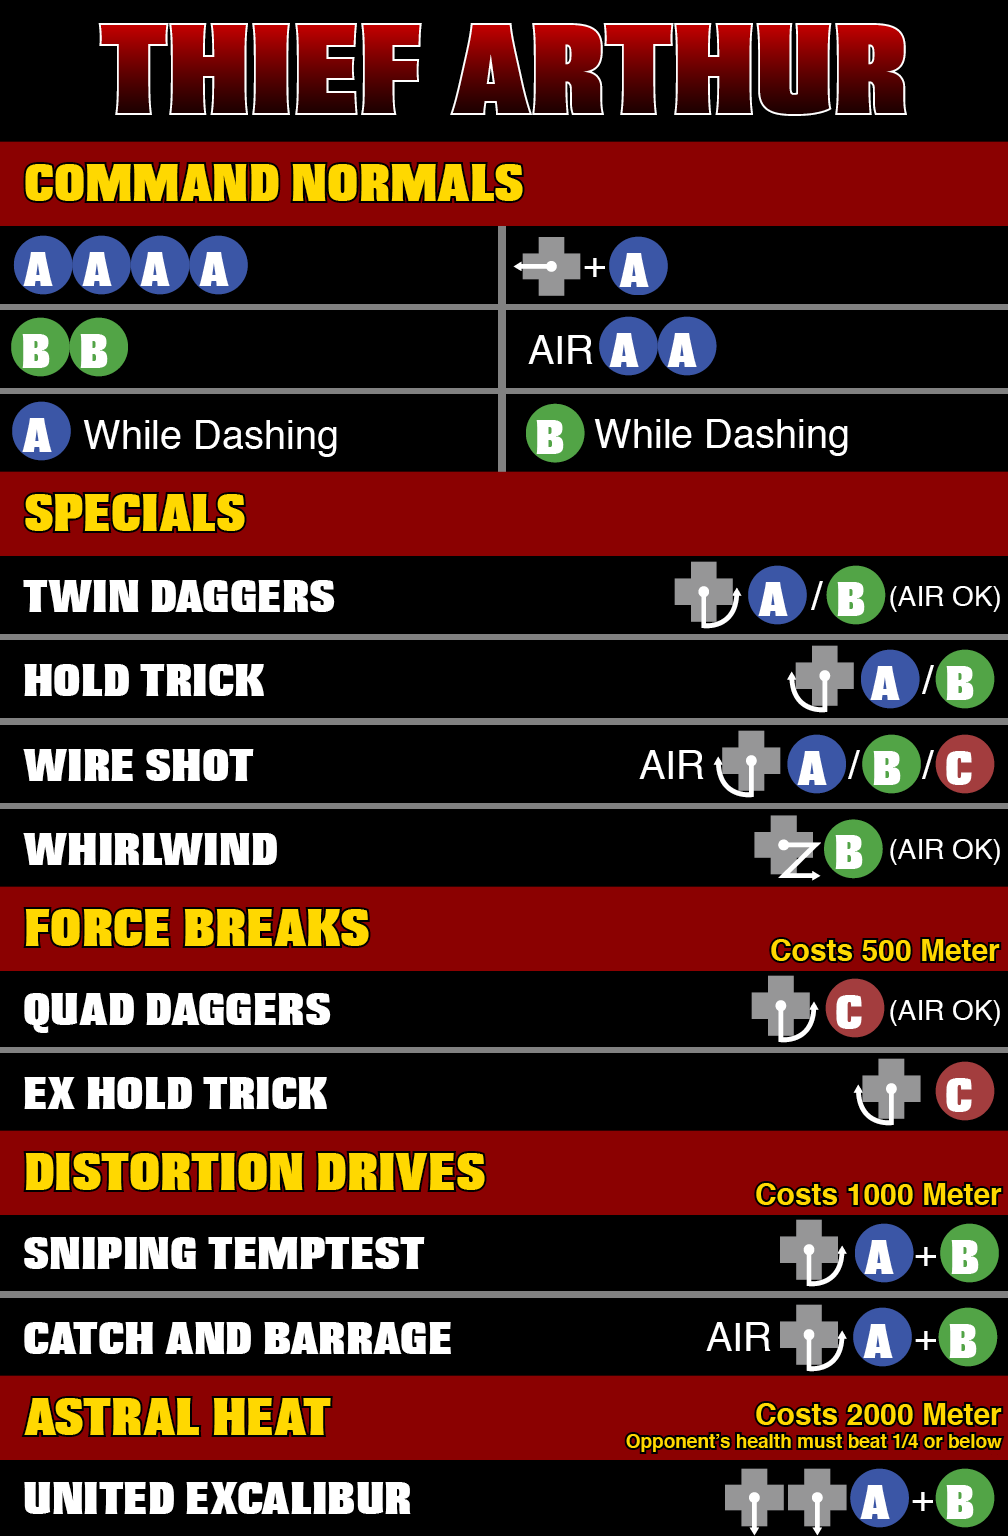 THIEF ARTHUR
COMMAND NORMALS
A A A A
+ A
B B
AIR A A
A While Dashing
B While Dashing
SPECIALS
TWIN DAGGERS A / B (AIR OK)
HOLD TRICK A / B
WIRE SHOT AIR A / B / C
WHIRLWIND B (AIR OK)
FORCE BREAKS
Costs 500 Meter
QUAD DAGGERS C (AIR OK)
EX HOLD TRICK C
DISTORTION DRIVES
Costs 1000 Meter
SNIPING TEMPTEST A + B
CATCH AND BARRAGE AIR A + B
ASTRAL HEAT
Costs 2000 Meter
Opponent's health must beat 1/4 or below
UNITED EXCALIBUR A + B